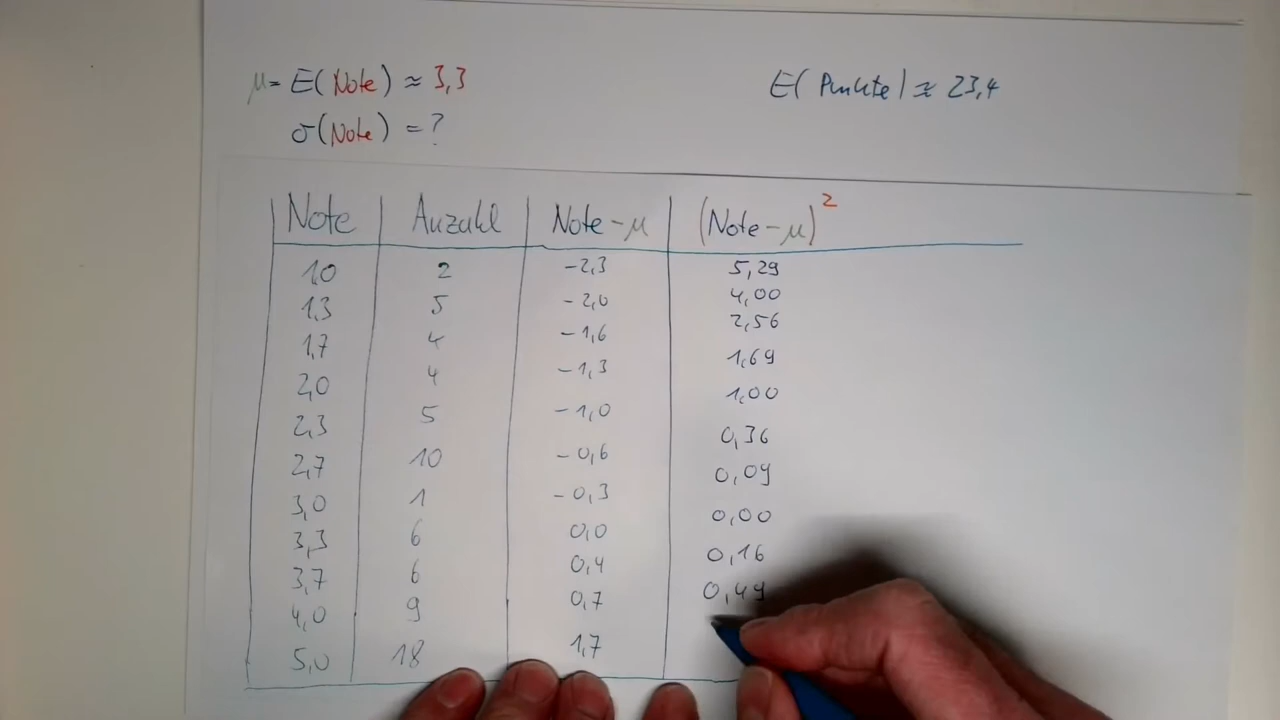 μ= E(Note) ≈ 3,3
E(Punkte) ≈ 23,4
σ(Note) = ?
Note Anzahl Note-μ (Note-μ)²
1,0 2 -2,3 5,29
1,3 5 -2,0 4,00
1,7 4 -1,6 2,56
2,0 4 -1,3 1,69
2,3 5 -1,0 1,00
2,7 10 -0,6 0,36
3,0 1 -0,3 0,09
3,3 6 0,0 0,00
3,7 6 0,4 0,16
4,0 9 0,7 0,49
5,0 18 1,7